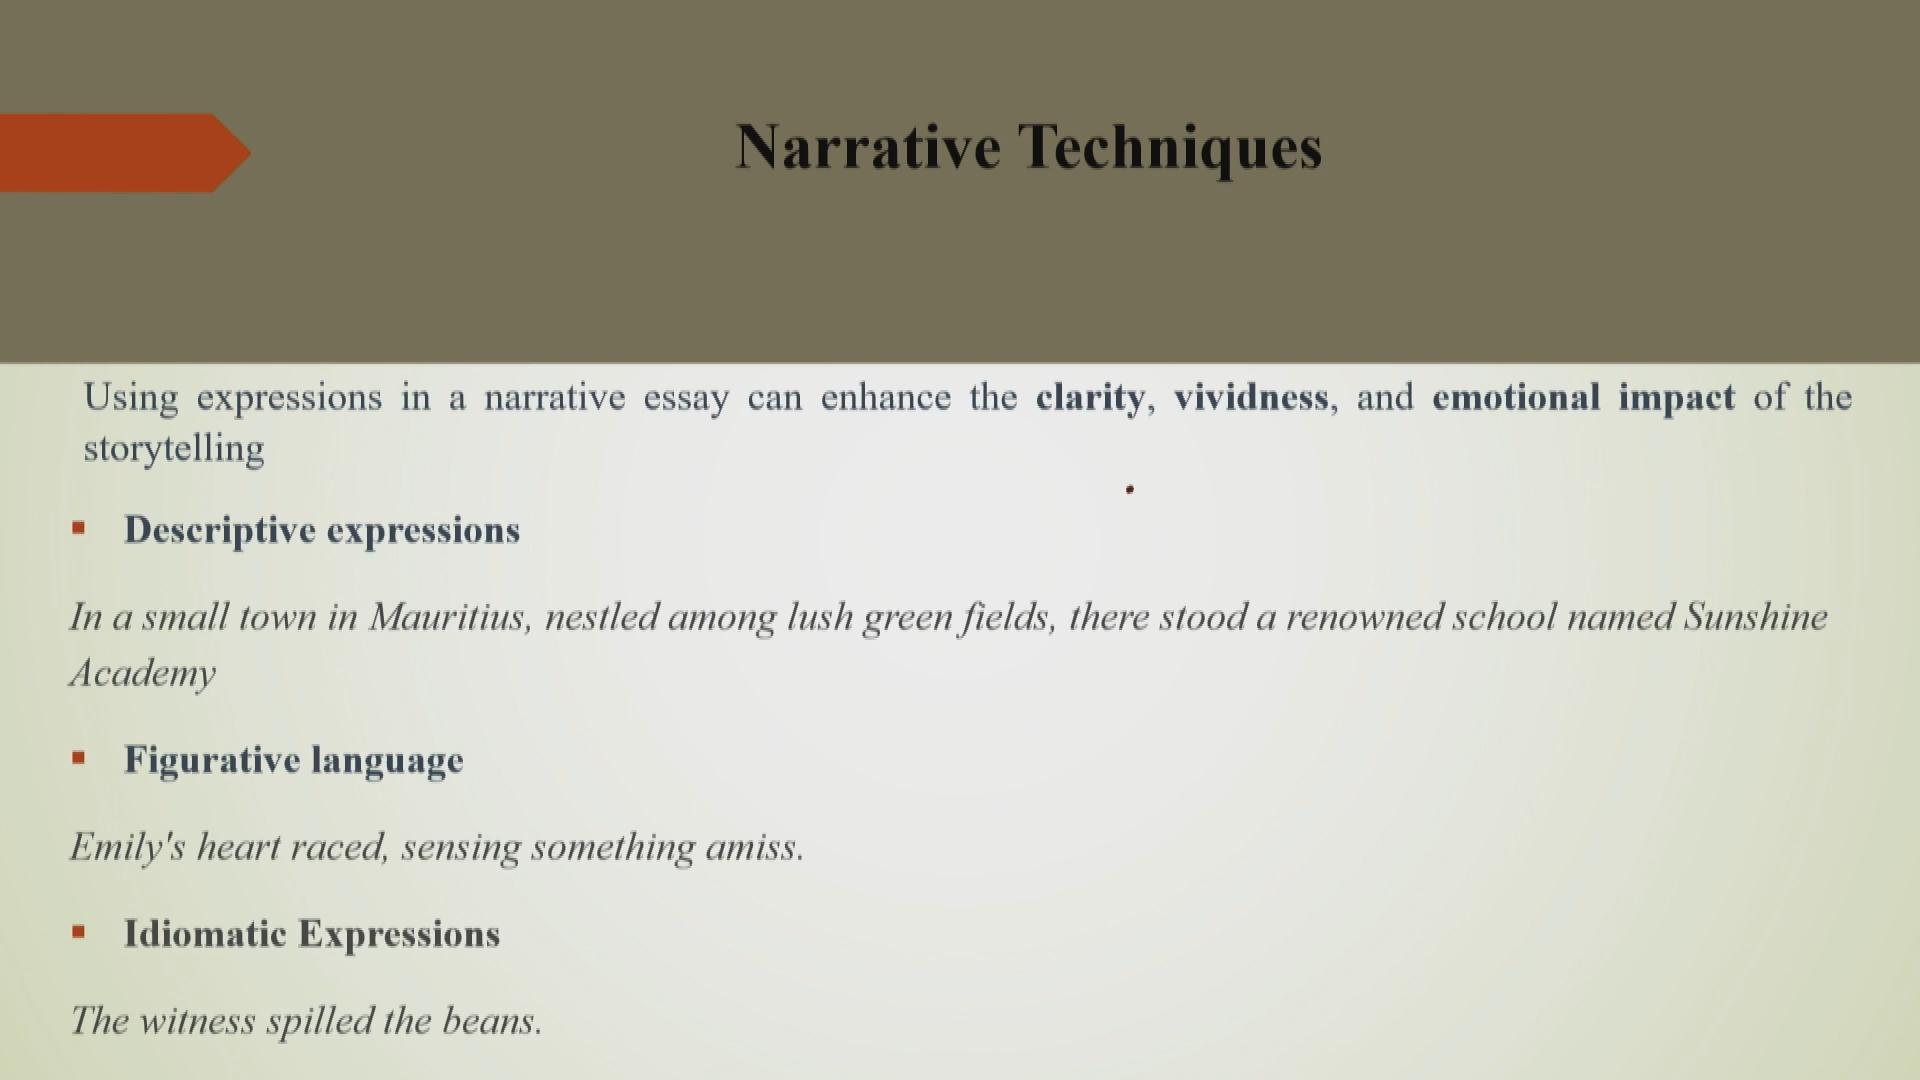 Narrative Techniques
Using expressions in a narrative essay can enhance the clarity, vividness, and emotional impact of the
storytelling
Descriptive expressions
In a small town in Mauritius, nestled among lush green fields, there stood a renowned school named Sunshine
Academy
Figurative language
Emily's heart raced, sensing something amiss.
Idiomatic Expressions
The witness spilled the beans.